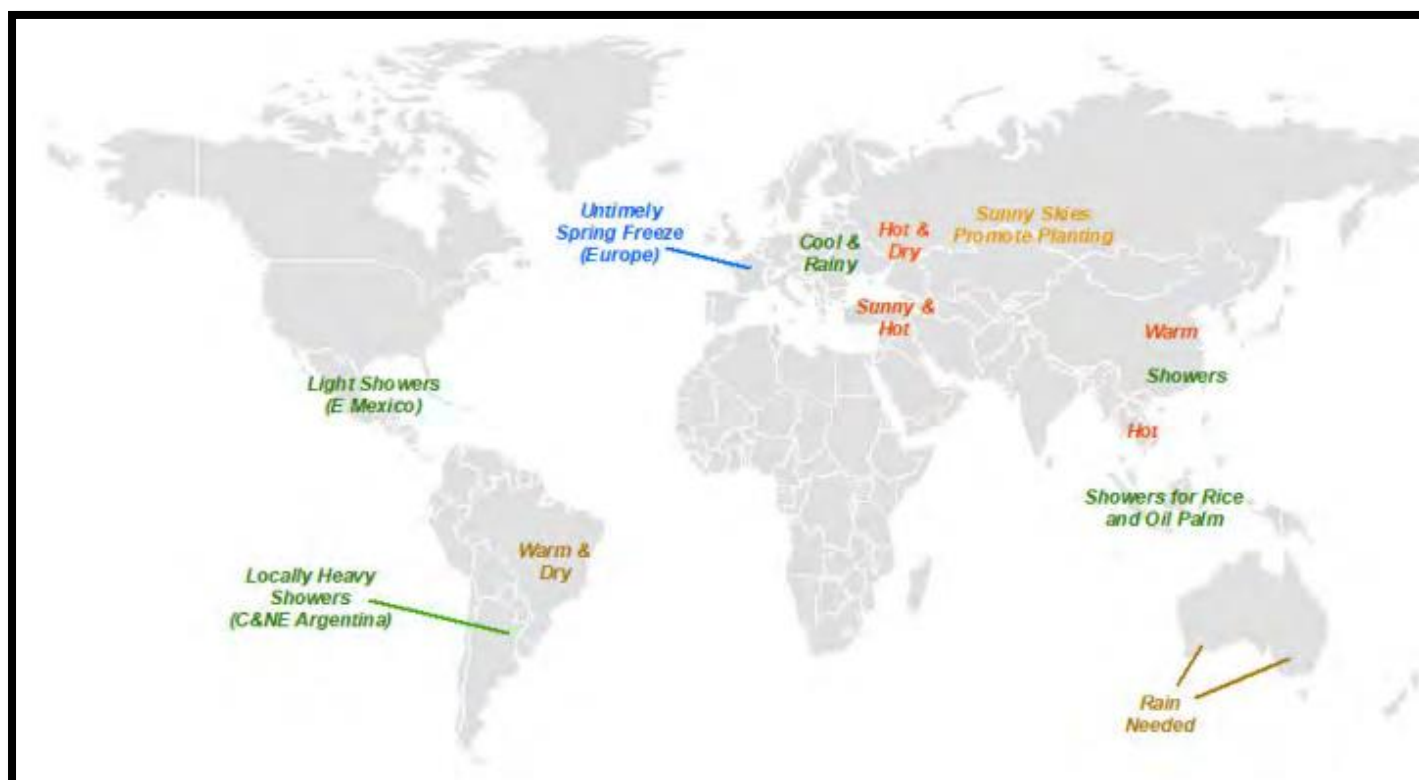 Untimely
Spring Freeze
(Europe)
Cool &
Rainy
Hot &
Dry
Sunny Skies
Promote Planting
Sunny &
Hot
Warm
Light Showers
(E Mexico)
Showers
Hot
Showers for Rice
and Oil Palm
Warm &
Dry
Locally Heavy
Showers
(C&NE Argentina)
Rain
Needed